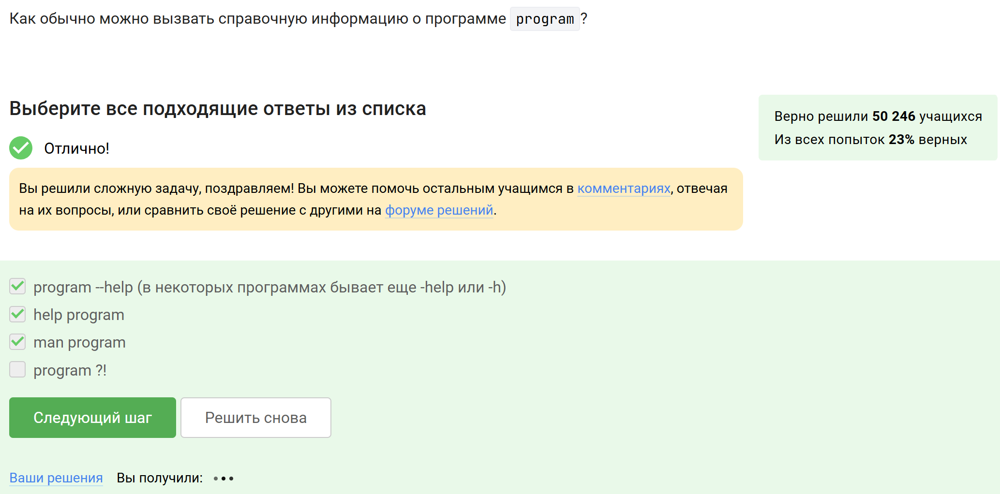 Как обычно можно вызвать справочную информацию о программе program ?
Выберите все подходящие ответы из списка
Верно решили 50 246 учащихся
Из всех попыток 23% верных
Отлично!
Вы решили сложную задачу, поздравляем! Вы можете помочь остальным учащимся в комментариях, отвечая
на их вопросы, или сравнить своё решение с другими на форуме решений.
program --help (в некоторых программах бывает еще -help или -h)
help program
man program
program ?!
Следующий шаг
Решить снова
Ваши решения Вы получили: